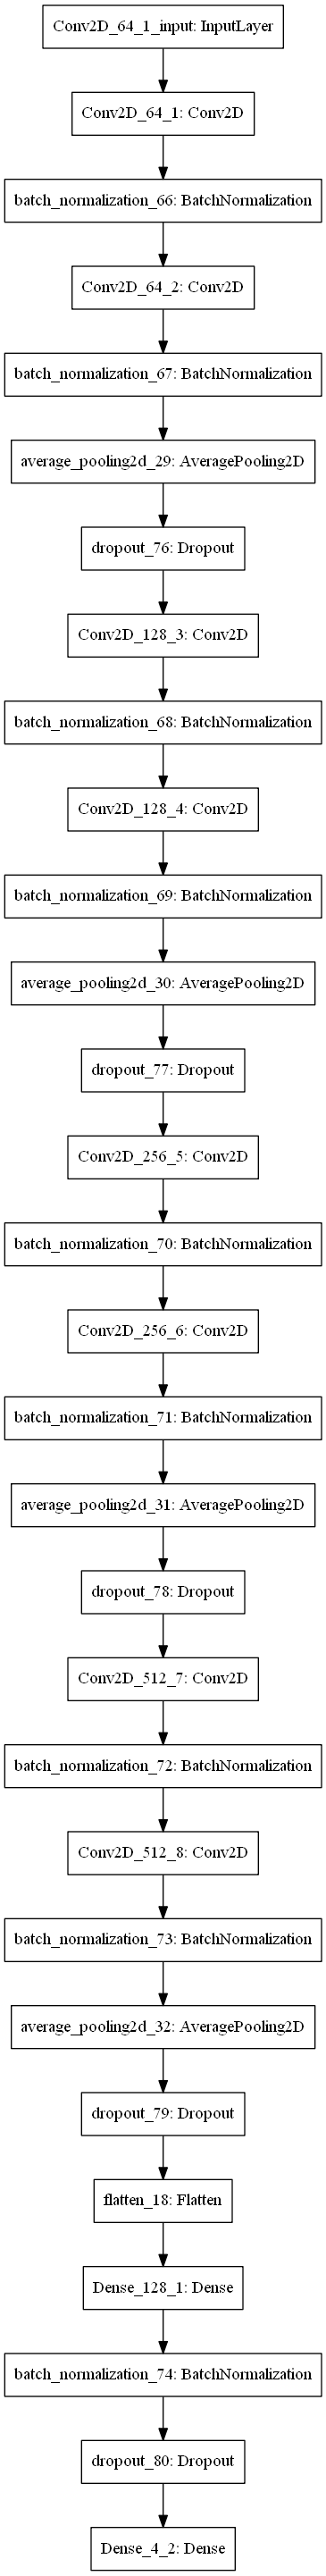 Conv2D_64_1_input: InputLayer
Conv2D_64_1: Conv2D
batch_normalization_66: BatchNormalization
Conv2D_64_2: Conv2D
batch_normalization_67: BatchNormalization
average_pooling2d_29: AveragePooling2D
dropout_76: Dropout
Conv2D_128_3: Conv2D
batch_normalization_68: BatchNormalization
Conv2D_128_4: Conv2D
batch_normalization_69: BatchNormalization
average_pooling2d_30: AveragePooling2D
dropout_77: Dropout
Conv2D_256_5: Conv2D
batch_normalization_70: BatchNormalization
Conv2D_256_6: Conv2D
batch_normalization_71: BatchNormalization
average_pooling2d_31: AveragePooling2D
dropout_78: Dropout
Conv2D_512_7: Conv2D
batch_normalization_72: BatchNormalization
Conv2D_512_8: Conv2D
batch_normalization_73: BatchNormalization
average_pooling2d_32: AveragePooling2D
dropout_79: Dropout
flatten_18: Flatten
Dense_128_1: Dense
batch_normalization_74: BatchNormalization
dropout_80: Dropout
Dense_4_2: Dense